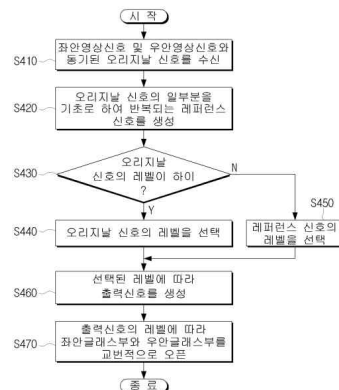 시 작
S410
좌안영상신호 및 우안영상신호와
동기된 오리지날 신호를 수신
S420
오리지날 신호의 일부분을
기초로 하여 반복되는 레퍼런스
신호를 생성
S430
오리지날
신호의 레벨이 하이
?
N
Y
S440
오리지날 신호의 레벨을 선택
S450
레퍼런스 신호의
레벨을 선택
S460
선택된 레벨에 따라
출력신호를 생성
S470
출력신호의 레벨에 따라
좌안글래스부와 우안글래스부를
교번적으로 오픈
종 료